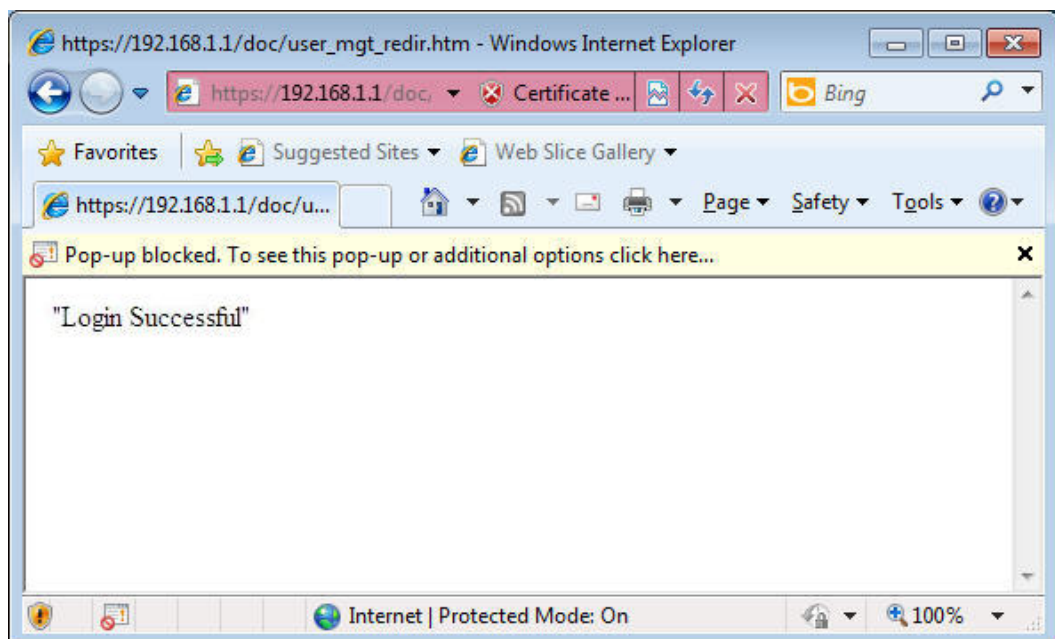 https://192.168.1.1/doc/user_mgt_redir.htm - Windows Internet Explorer
https://192.168.1.1/doc, Certificate ... Bing
Favorites Suggested Sites Web Slice Gallery
https://192.168.1.1/doc/u... Page Safety Tools
Pop-up blocked. To see this pop-up or additional options click here...
"Login Successful"
Internet | Protected Mode: On 100%